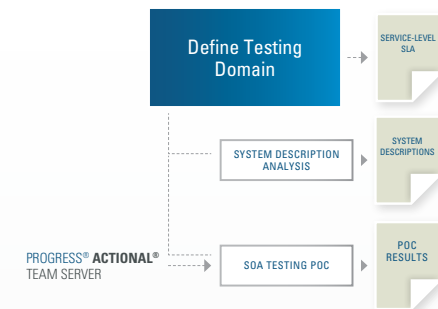 Define Testing
Domain
SERVICE-LEVEL
SLA
SYSTEM DESCRIPTION
ANALYSIS
SYSTEM
DESCRIPTIONS
PROGRESS® ACTIONAL®
TEAM SERVER
SOA TESTING POC
POC
RESULTS